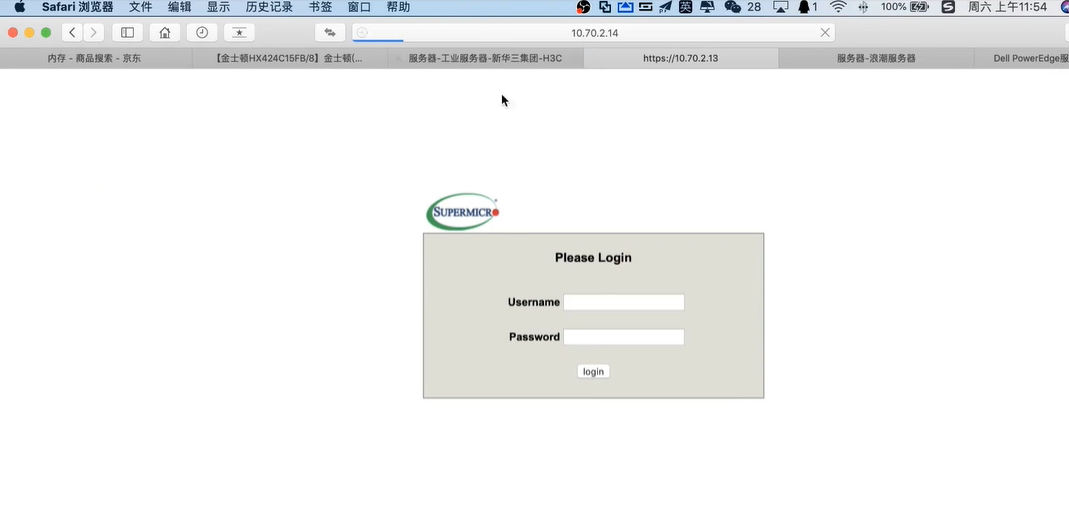 Safari 浏览器 文件 编辑 显示 历史记录 书签 窗口 帮助 英 28 1 100% 周六 上午11:54
10.70.2.14
内存 - 商品搜索 - 京东 【金士顿HX424C15FB/8】金士顿(... 服务器-工业服务器-新华三集团-H3C https://10.70.2.13 服务器-浪潮服务器 Dell PowerEdge服
SUPERMICRO
Please Login
Username
Password
login